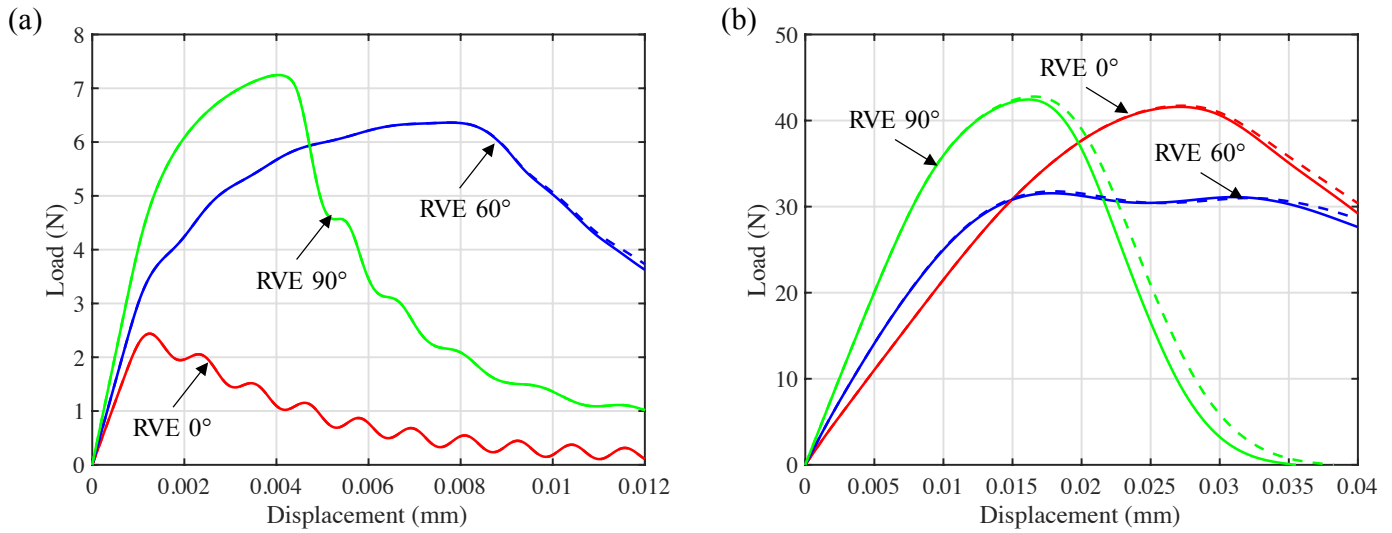 (a)
8
7
6
5
4
3
2
1
0
Load (N)
RVE 60°
RVE 90°
RVE 0°
0
0.002
0.004
0.006
0.008
0.01
0.012
Displacement (mm)
(b)
50
40
30
20
10
0
Load (N)
RVE 0°
RVE 90°
RVE 60°
0
0.005
0.01
0.015
0.02
0.025
0.03
0.035
0.04
Displacement (mm)